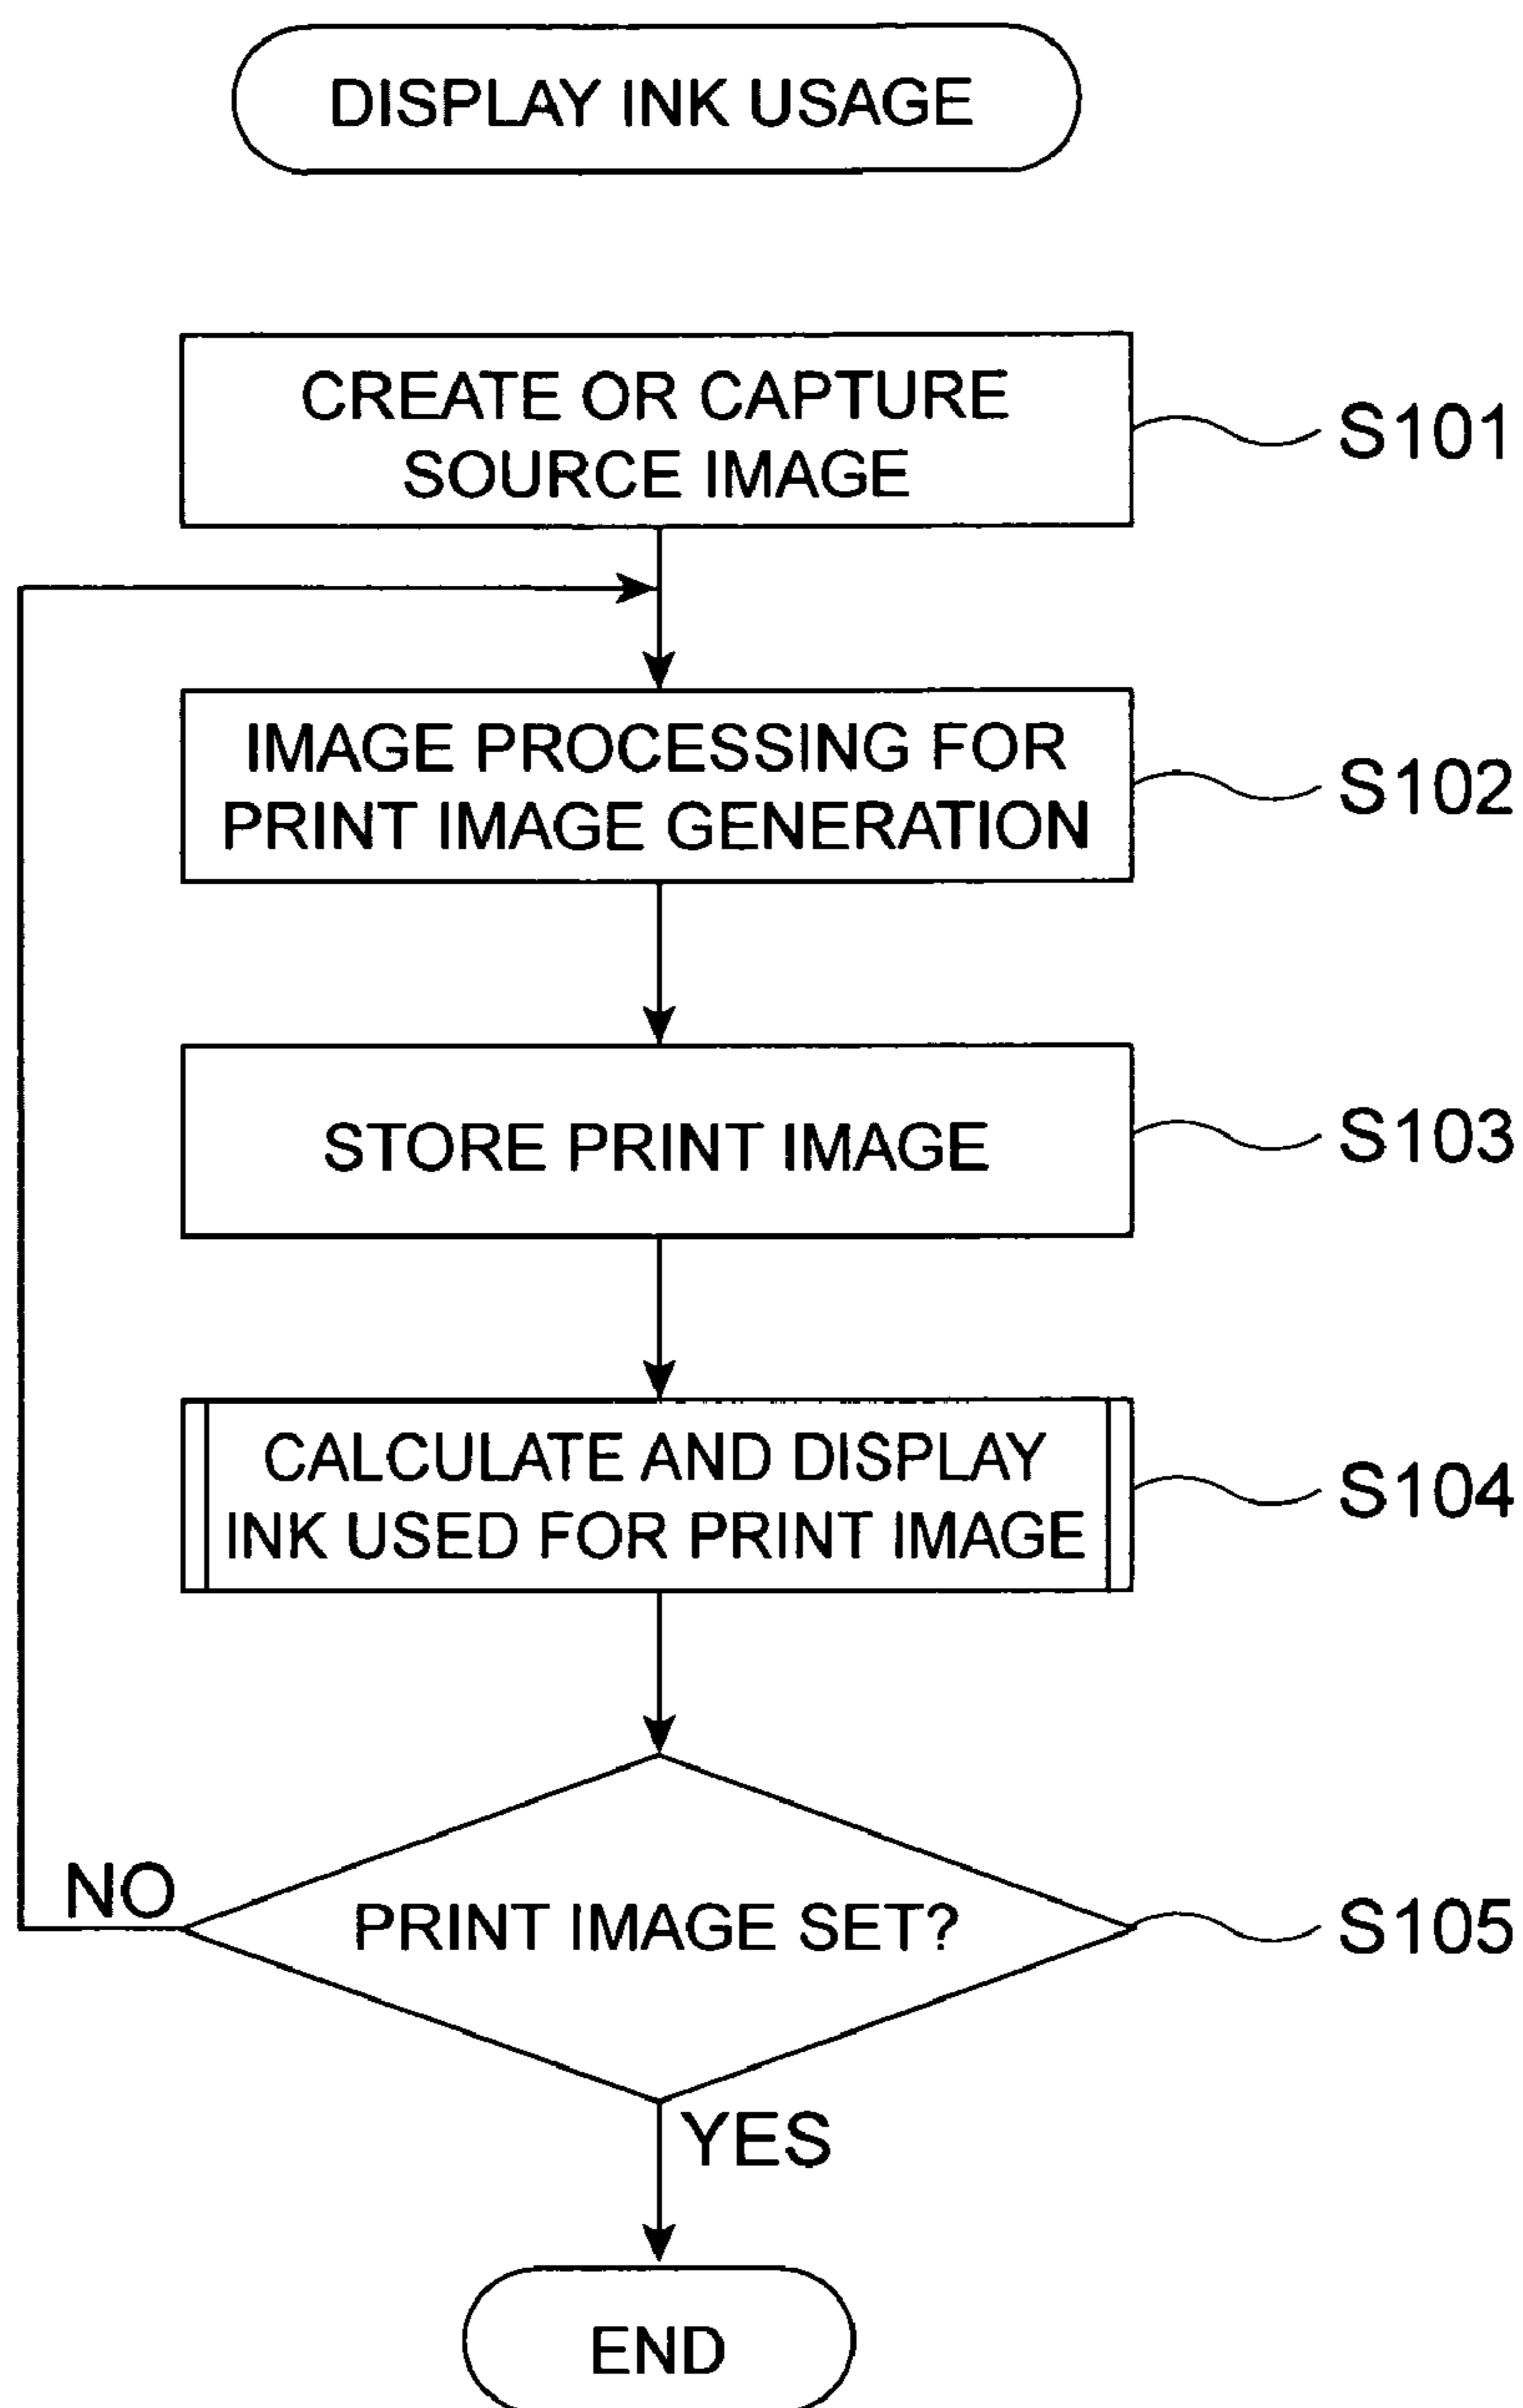 DISPLAY INK USAGE
CREATE OR CAPTURE
SOURCE IMAGE
S101
IMAGE PROCESSING FOR
PRINT IMAGE GENERATION
S102
STORE PRINT IMAGE
S103
CALCULATE AND DISPLAY
INK USED FOR PRINT IMAGE
S104
NO
PRINT IMAGE SET?
S105
YES
END